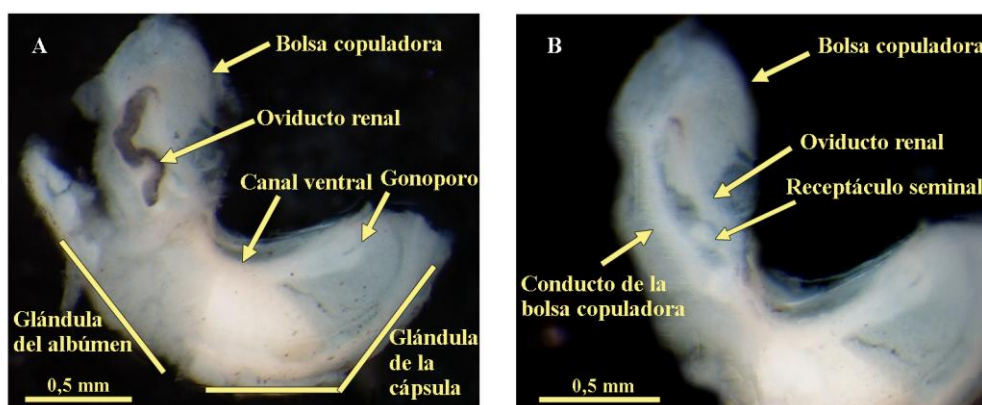 A
Bolsa copuladora
Oviducto renal
Canal ventral
Gonoporo
Glándula
del albúmen
Glándula
de la
cápsula
0,5 mm
B
Bolsa copuladora
Oviducto renal
Receptáculo seminal
Conducto de la
bolsa copuladora
0,5 mm